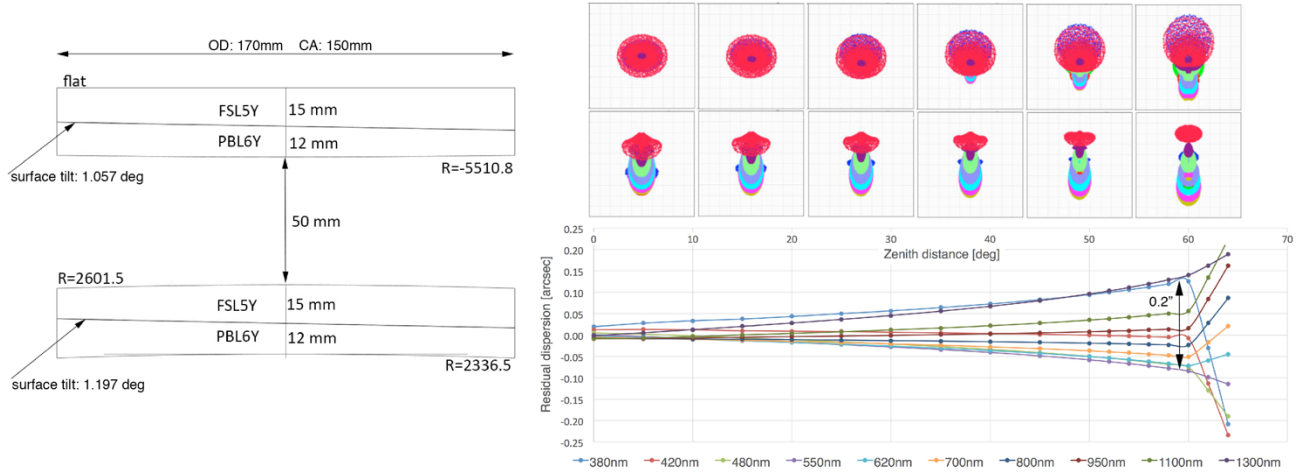 OD: 170mm CA: 150mm
flat
FSL5Y 15 mm
PBL6Y 12 mm
surface tilt: 1.057 deg
R=-5510.8
50 mm
R=2601.5
FSL5Y 15 mm
PBL6Y 12 mm
R=2336.5
surface tilt: 1.197 deg
0.25
0.20
0.15
0.10
0.05
0.00
-0.05
-0.10
-0.15
-0.20
-0.25
Residual dispersion [arcsec]
0 10 20 30 40 50 60 70
Zenith distance [deg]
0.2”
380nm 420nm 480nm 550nm 620nm 700nm 800nm 950nm 1100nm 1300nm